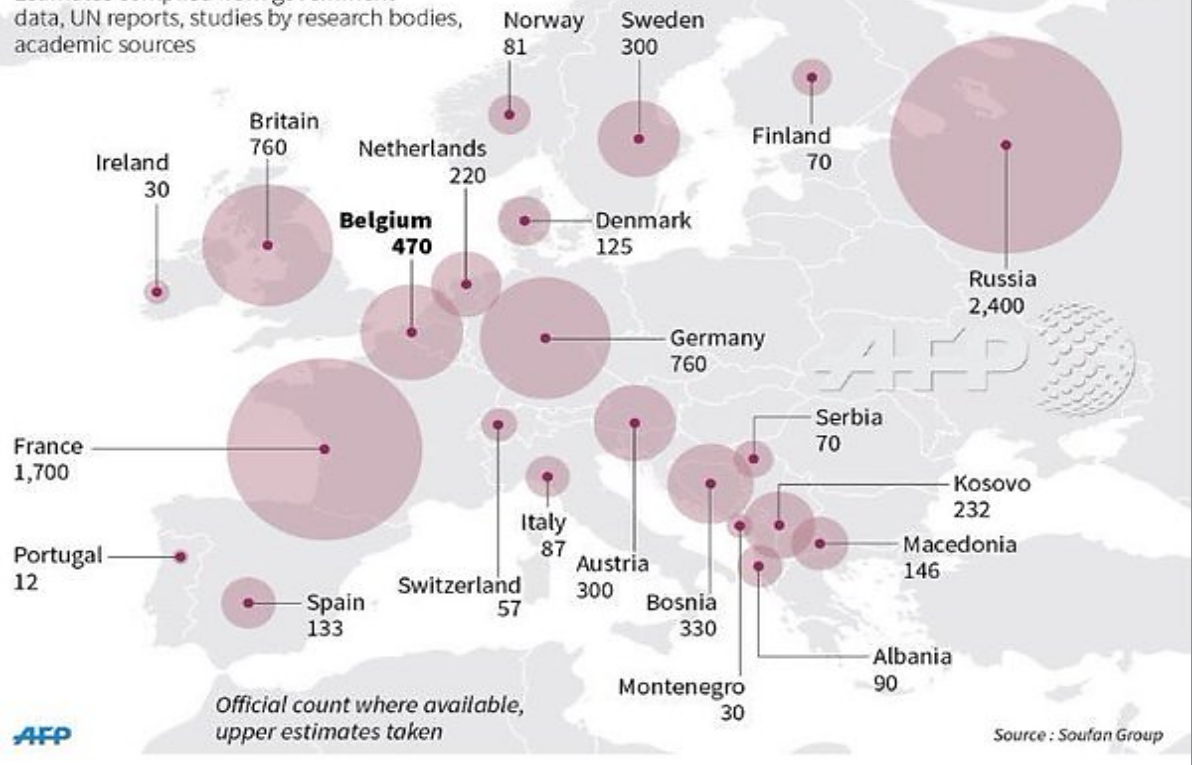 data, UN reports, studies by research bodies,
academic sources
Norway
81
Sweden
300
Finland
70
Britain
760
Netherlands
220
Ireland
30
Belgium
470
Denmark
125
Russia
2,400
Germany
760
AFP
France
1,700
Serbia
70
Kosovo
232
Italy
87
Macedonia
146
Portugal
12
Austria
300
Switzerland
57
Spain
133
Bosnia
330
Albania
90
Montenegro
30
Official count where available,
upper estimates taken
AFP
Source : Soufan Group